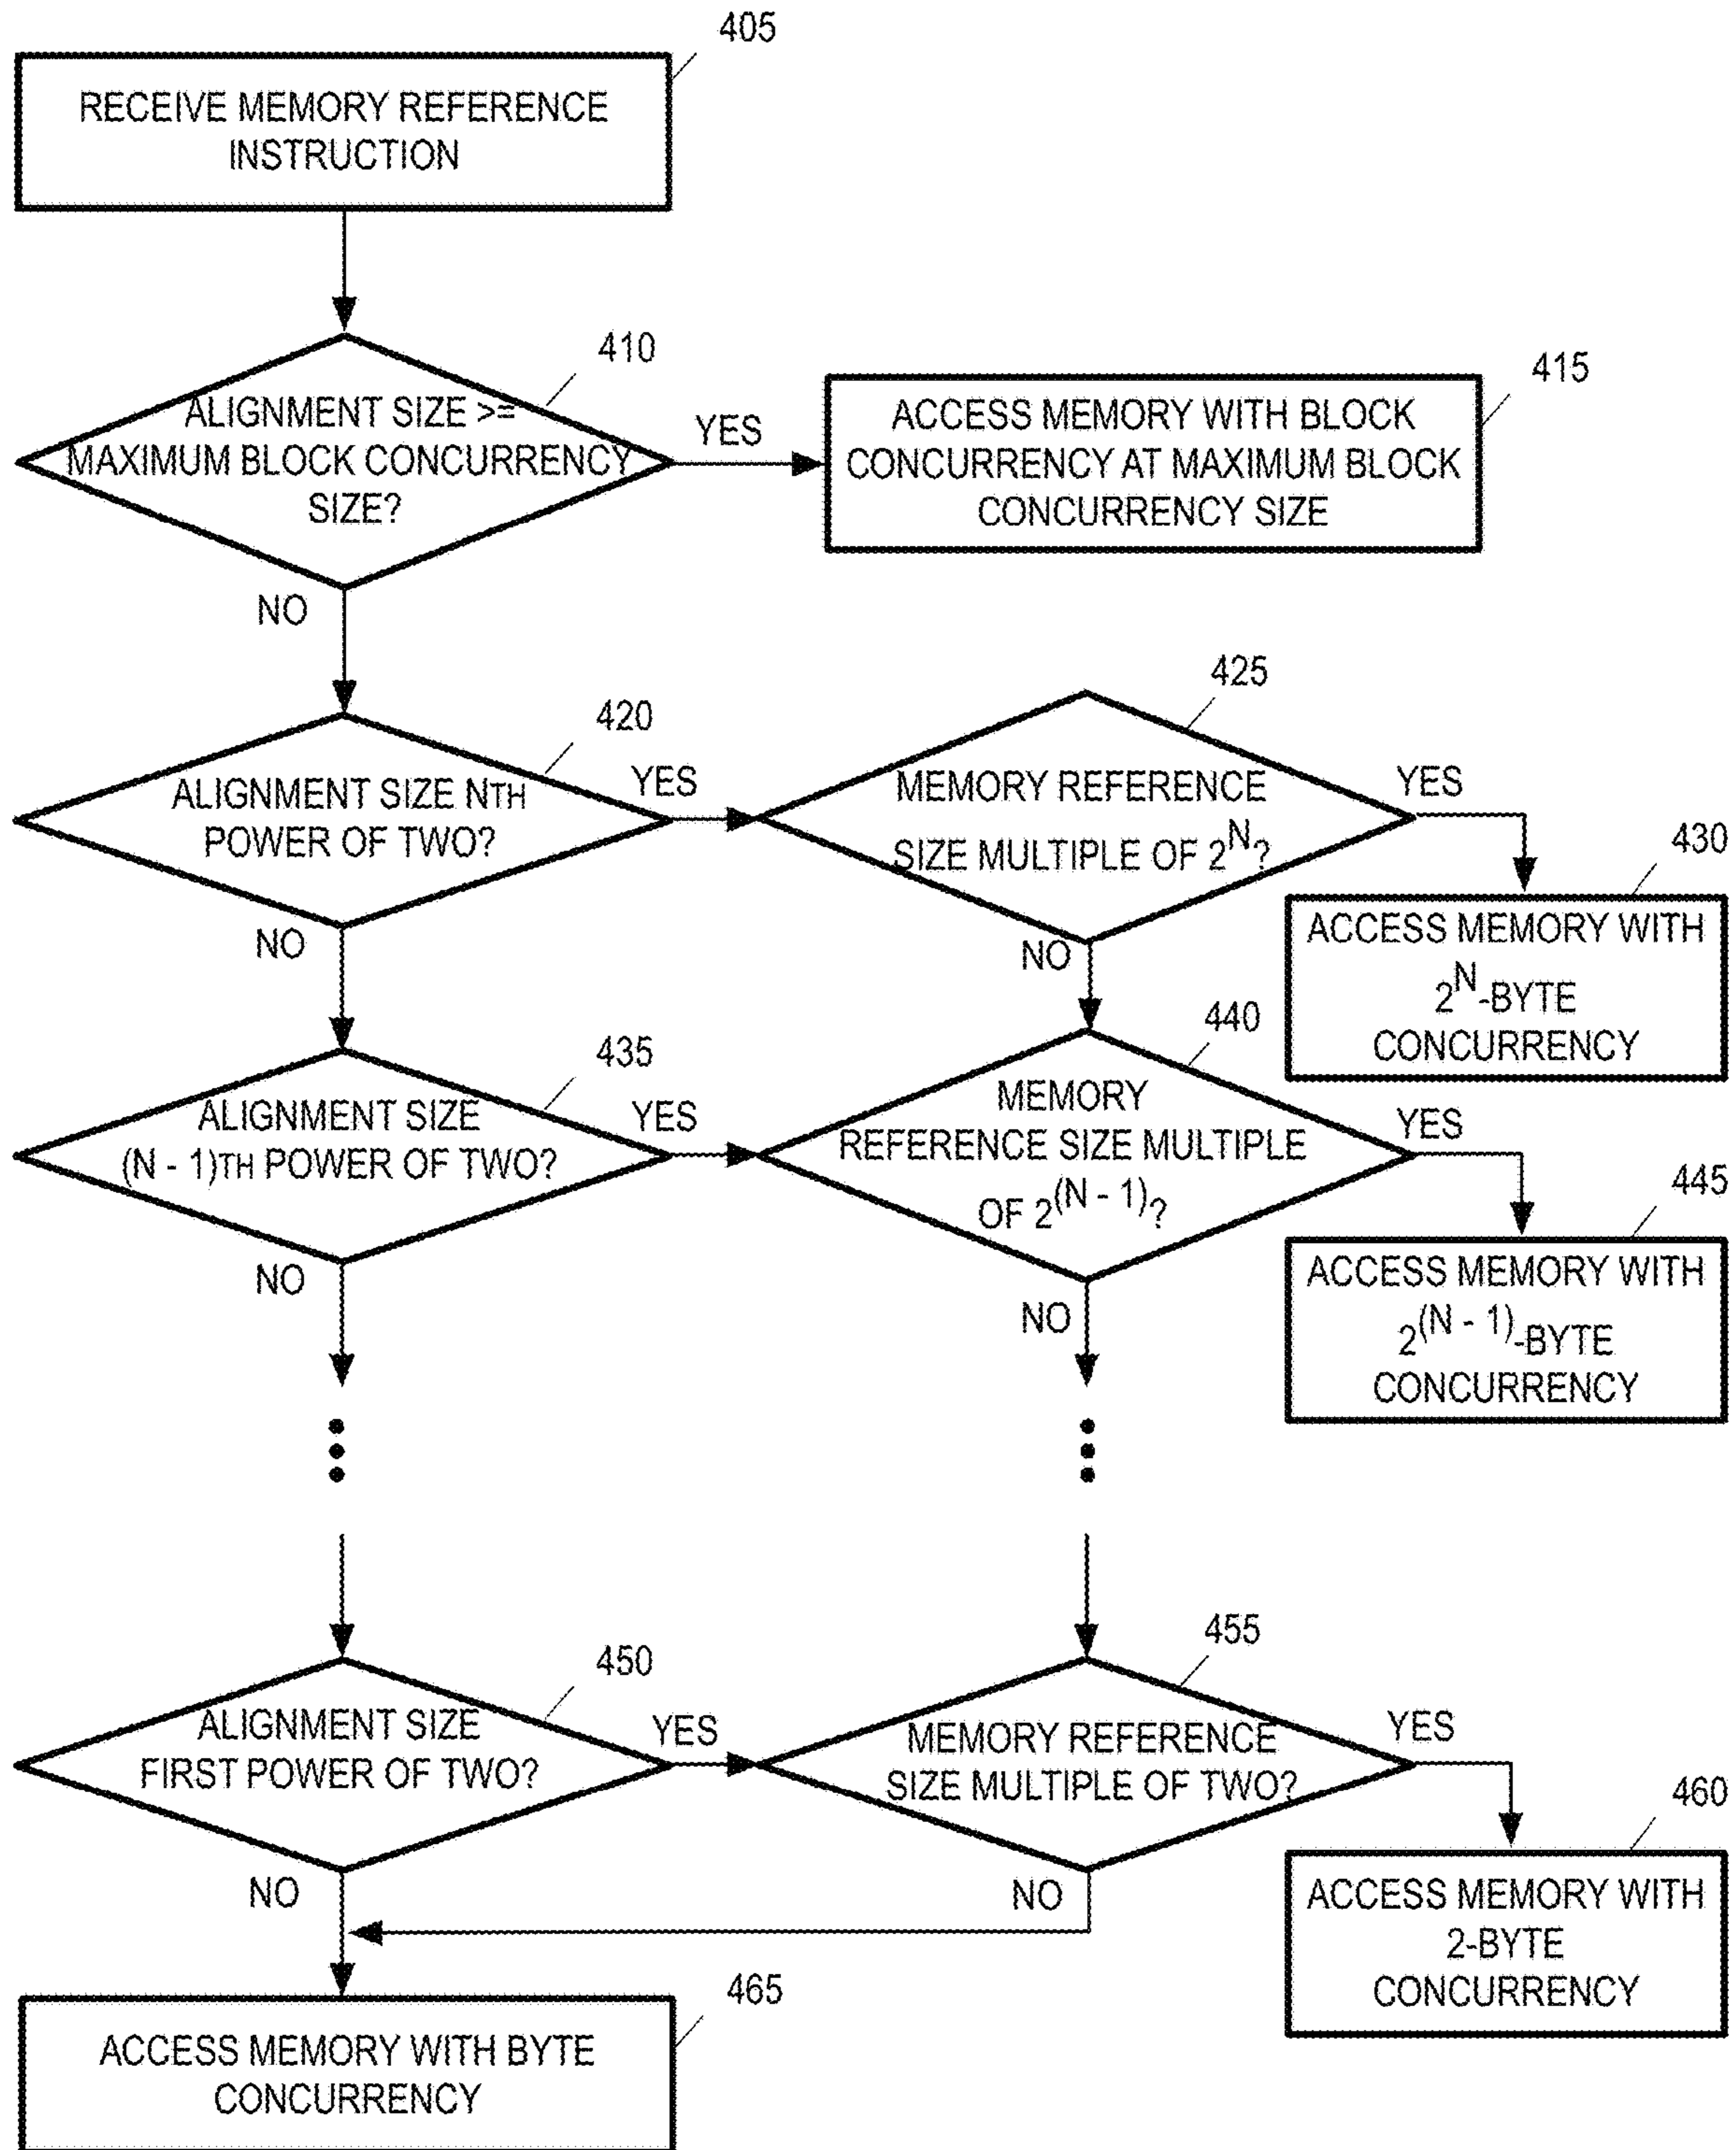 405
RECEIVE MEMORY REFERENCE
INSTRUCTION
410
ALIGNMENT SIZE >=
MAXIMUM BLOCK CONCURRENCY
SIZE?
YES
NO
415
ACCESS MEMORY WITH BLOCK
CONCURRENCY AT MAXIMUM BLOCK
CONCURRENCY SIZE
420
ALIGNMENT SIZE NTH
POWER OF TWO?
YES
NO
425
MEMORY REFERENCE
SIZE MULTIPLE OF 2^N?
YES
NO
430
ACCESS MEMORY WITH
2^N-BYTE
CONCURRENCY
435
ALIGNMENT SIZE
(N - 1)TH POWER OF TWO?
YES
NO
440
MEMORY
REFERENCE SIZE MULTIPLE
OF 2^(N - 1)?
YES
NO
445
ACCESS MEMORY WITH
2^(N - 1)-BYTE
CONCURRENCY
450
ALIGNMENT SIZE
FIRST POWER OF TWO?
YES
NO
455
MEMORY REFERENCE
SIZE MULTIPLE OF TWO?
YES
NO
460
ACCESS MEMORY WITH
2-BYTE
CONCURRENCY
465
ACCESS MEMORY WITH BYTE
CONCURRENCY